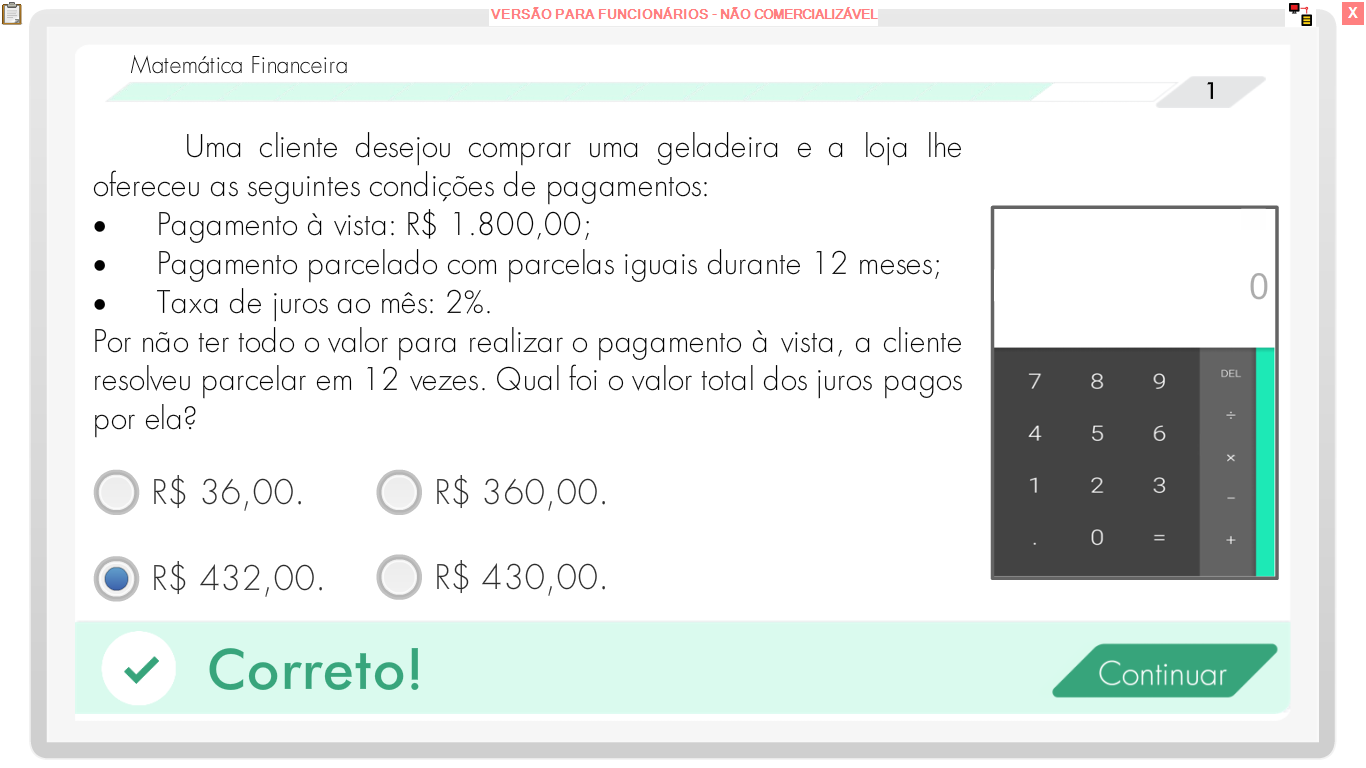 VERSÃO PARA FUNCIONÁRIOS - NÃO COMERCIALIZÁVEL
X
Matemática Financeira
1
Uma cliente desejou comprar uma geladeira e a loja lhe
ofereceu as seguintes condições de pagamentos:
• Pagamento à vista: R$ 1.800,00;
• Pagamento parcelado com parcelas iguais durante 12 meses;
• Taxa de juros ao mês: 2%.
Por não ter todo o valor para realizar o pagamento à vista, a cliente
resolveu parcelar em 12 vezes. Qual foi o valor total dos juros pagos
por ela?
R$ 36,00.
R$ 360,00.
R$ 432,00.
R$ 430,00.
0
7 8 9 DEL
÷
4 5 6
×
1 2 3
−
. 0 = +
Correto!
Continuar